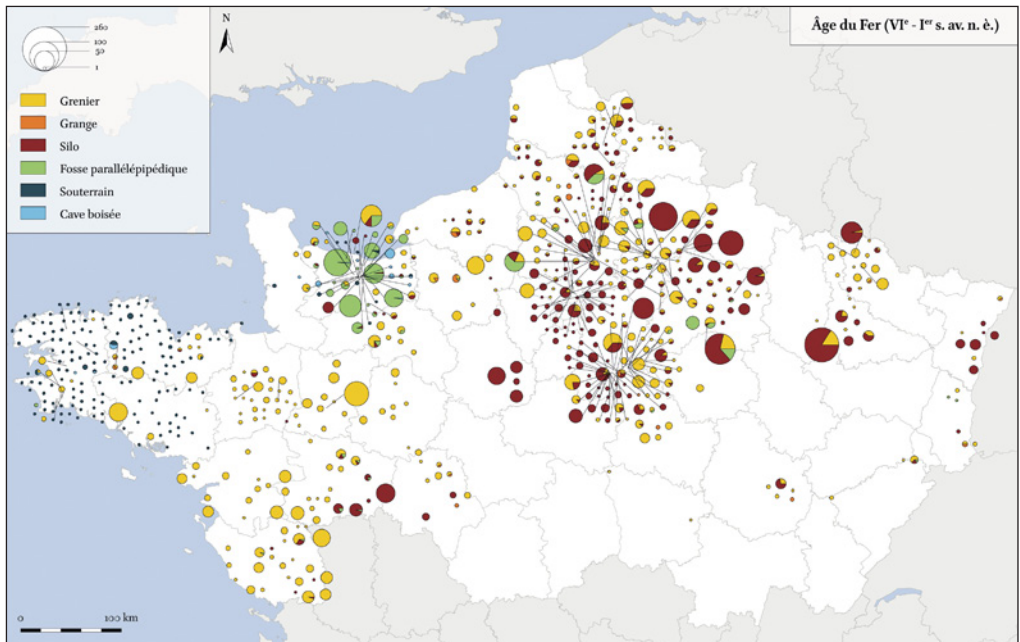 260
100
50
1
Grenier
Grange
Silo
Fosse parallélépipédique
Souterrain
Cave boisée
N
Âge du Fer (VIe - Ier s. av. n. è.)
0 100 km